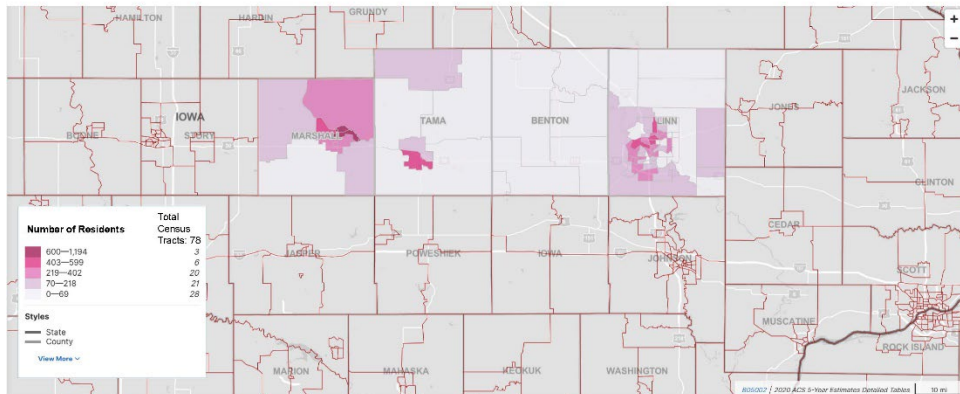 HAMILTON
HARDIN
GRUNDY
+
−
JACKSON
JONES
IOWA
TAMA
BENTON
LINN
BOONE
STORY
MARSHALL
CLINTON
Number of Residents
Total
Census
Tracts: 78
600—1,194 3
403—599 6
219—402 20
70—218 21
0—69 28
CEDAR
JASPER
POWESHIEK
IOWA
JOHNSON
SCOTT
Styles
State
County
View More
MUSCATINE
ROCK ISLAND
MARION
MAHASKA
KEOKUK
WASHINGTON
B05002 | 2020 ACS 5-Year Estimates Detailed Tables
10 mi